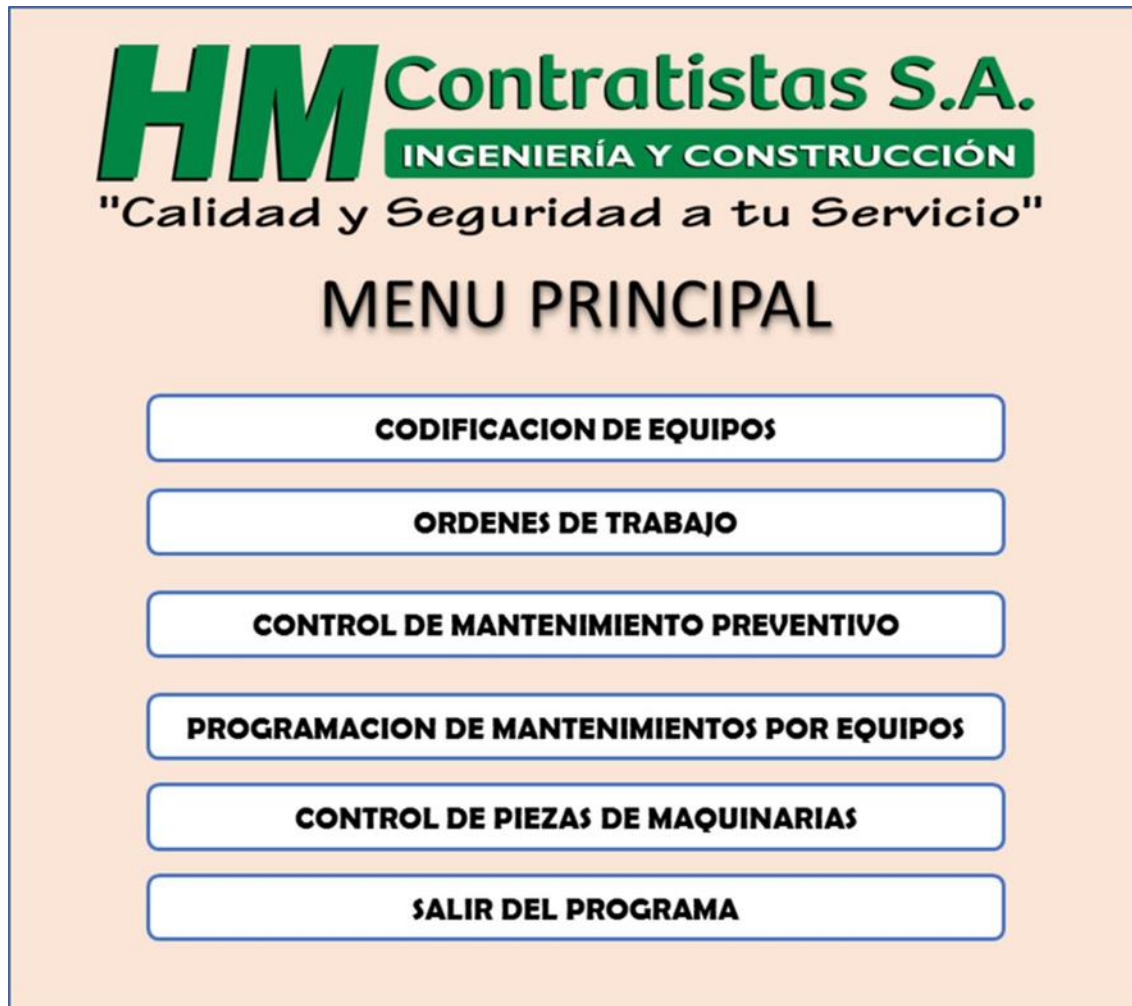 HM Contratistas S.A.
INGENIERÍA Y CONSTRUCCIÓN
"Calidad y Seguridad a tu Servicio"
MENU PRINCIPAL
CODIFICACION DE EQUIPOS
ORDENES DE TRABAJO
CONTROL DE MANTENIMIENTO PREVENTIVO
PROGRAMACION DE MANTENIMIENTOS POR EQUIPOS
CONTROL DE PIEZAS DE MAQUINARIAS
SALIR DEL PROGRAMA